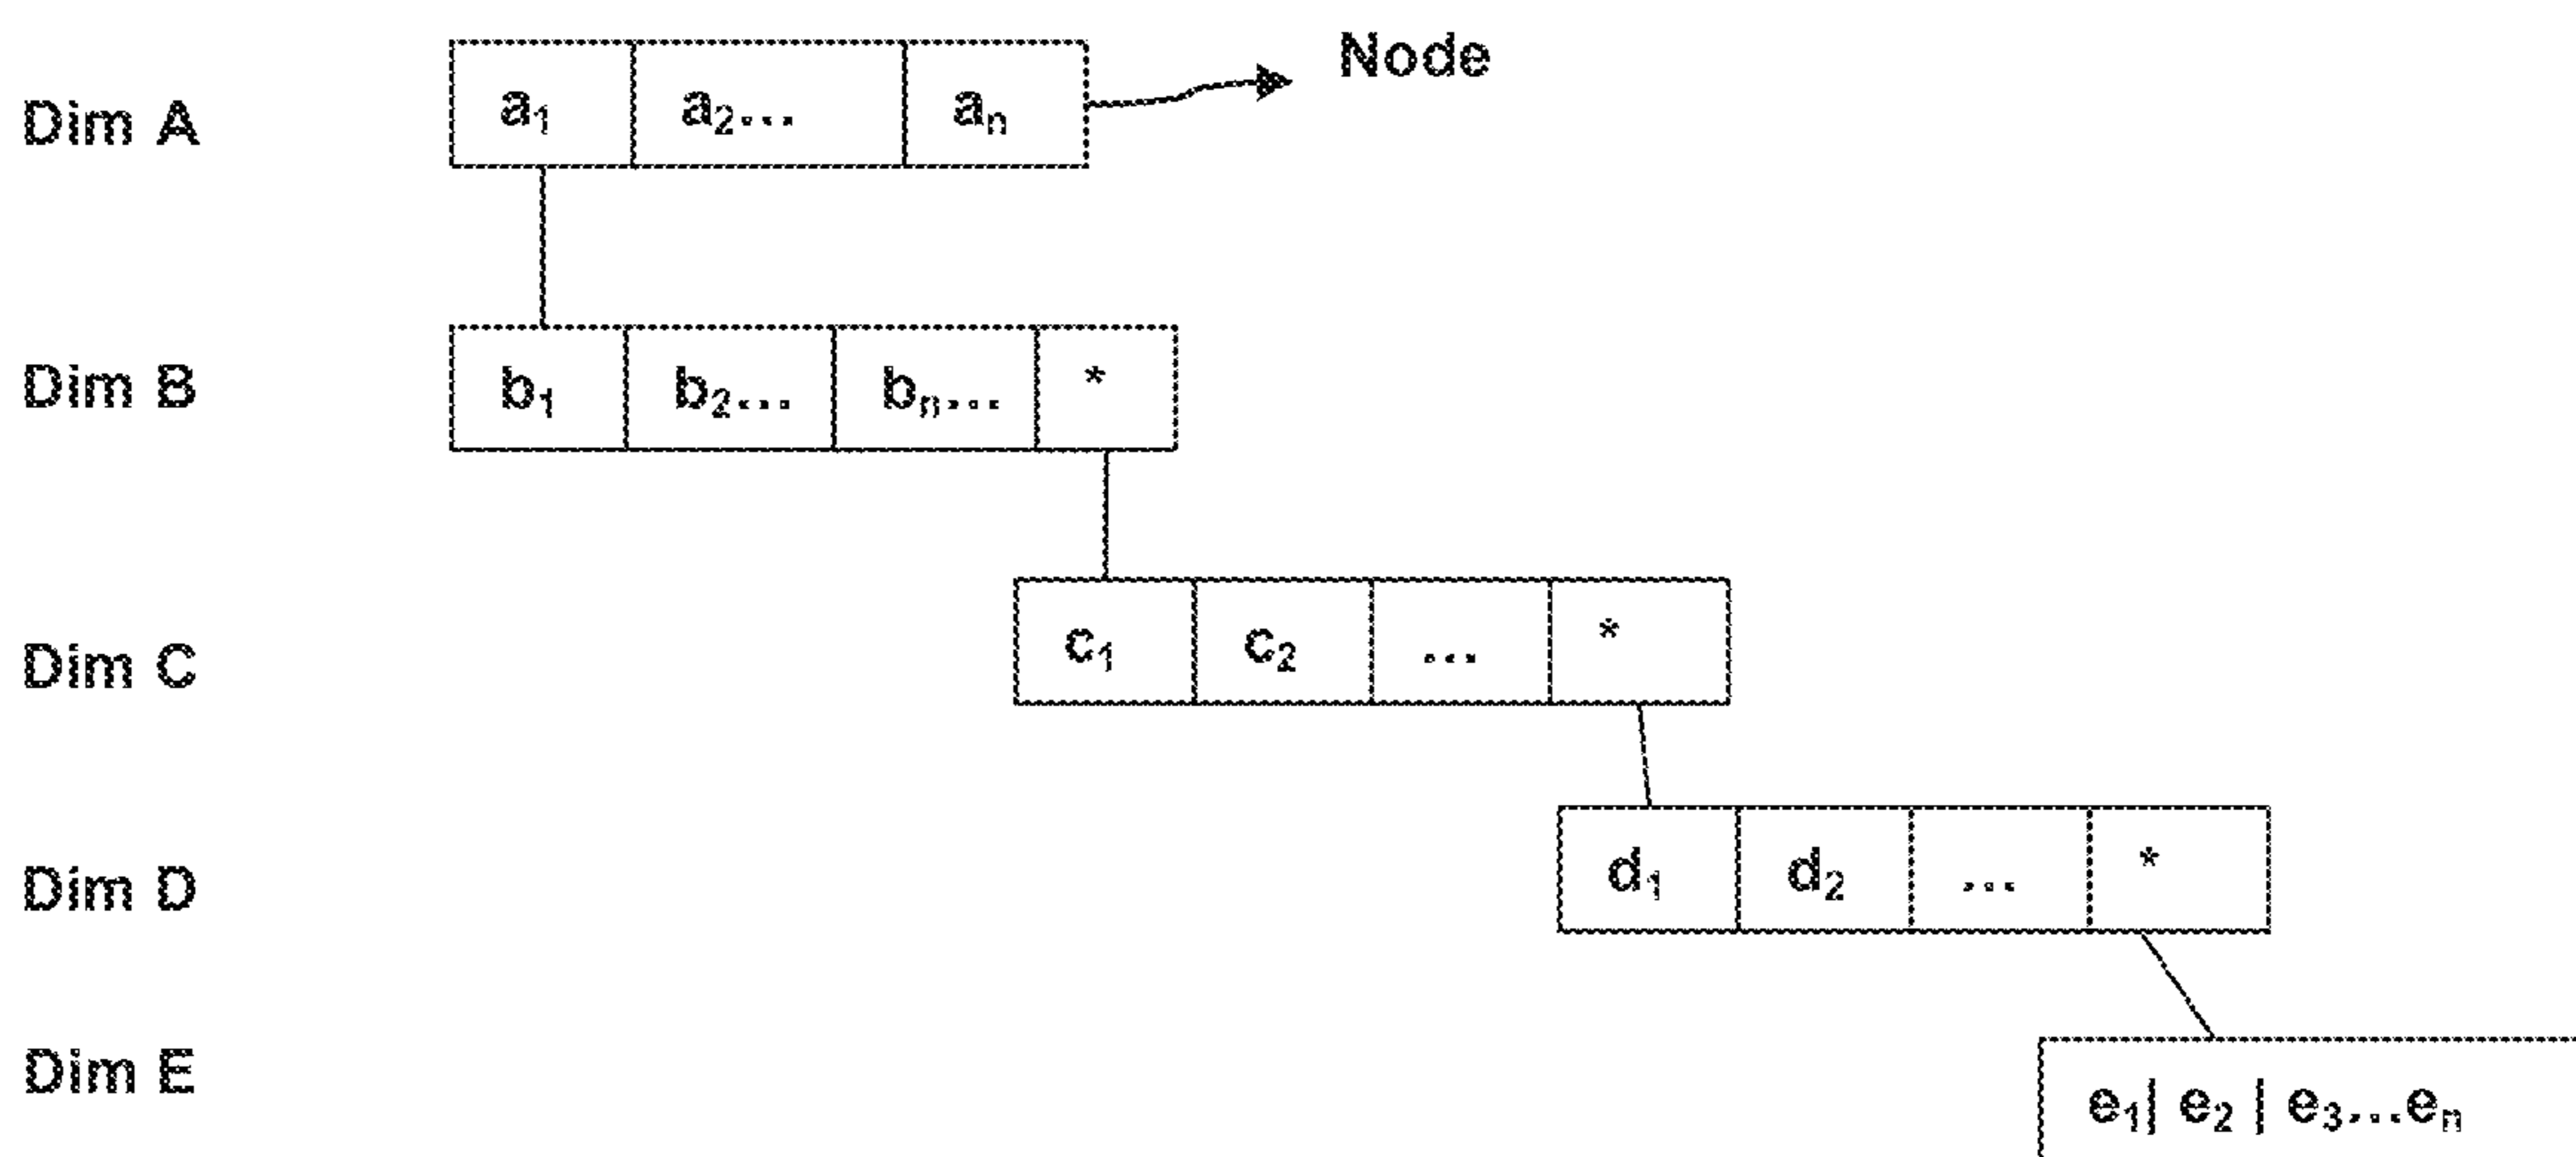 Node
Dim A a₁ a₂... aₙ
Dim B b₁ b₂... bₙ... *
Dim C c₁ c₂ ... *
Dim D d₁ d₂ ... *
Dim E e₁| e₂ | e₃...eₙ